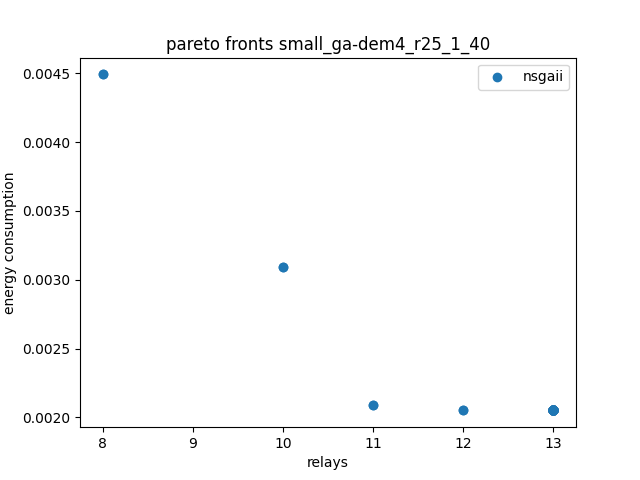 pareto fronts small_ga-dem4_r25_1_40
nsgaii
energy consumption
0.0045
0.0040
0.0035
0.0030
0.0025
0.0020
8 9 10 11 12 13
relays